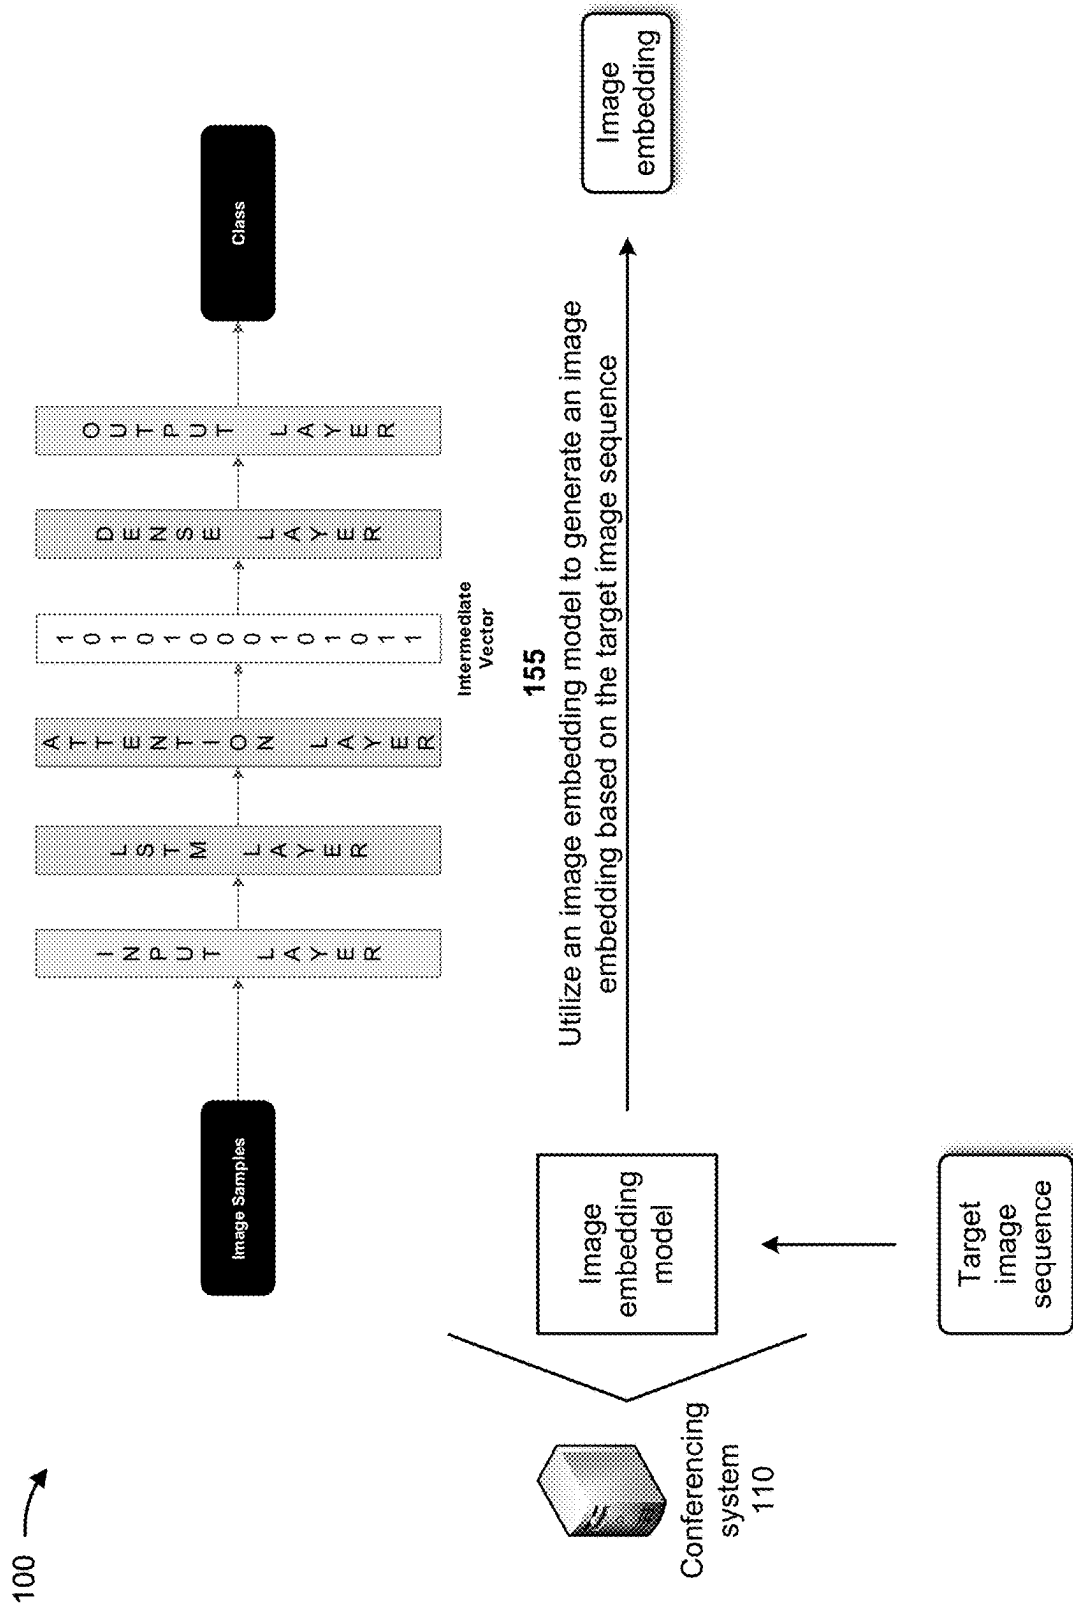 100
Image Samples
INPUT LAYER
LSTM LAYER
ATTENTION LAYER
10101000101011
DENSE LAYER
OUTPUT LAYER
Class
Intermediate
Vector
155
Utilize an image embedding model to generate an image
embedding based on the target image sequence
Conferencing
system
110
Image
embedding
model
Image
embedding
Target
image
sequence